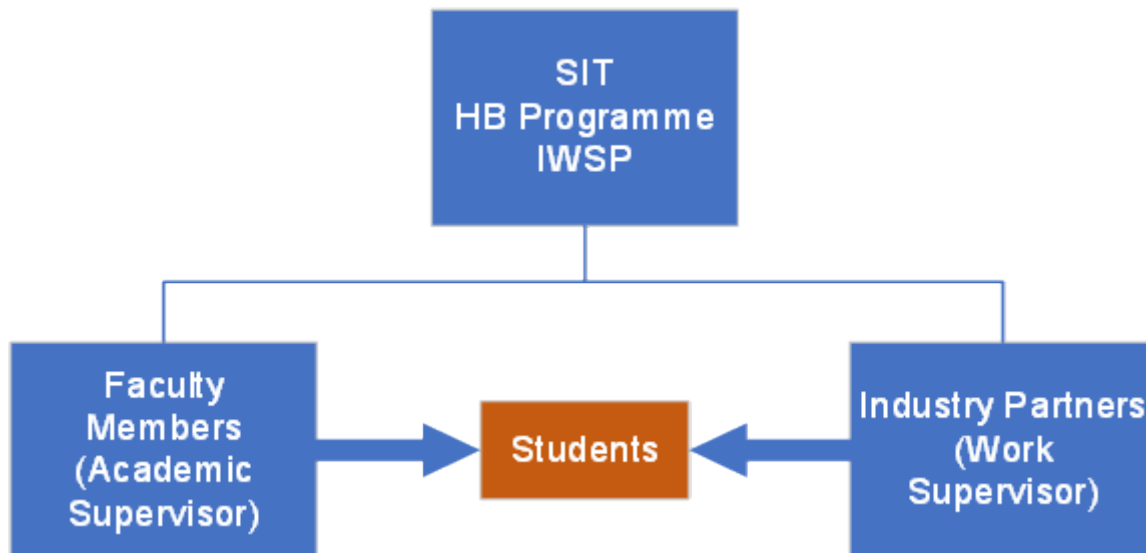 SIT
HB Programme
IWSP
Faculty
Members
(Academic
Supervisor)
Students
Industry Partners
(Work
Supervisor)